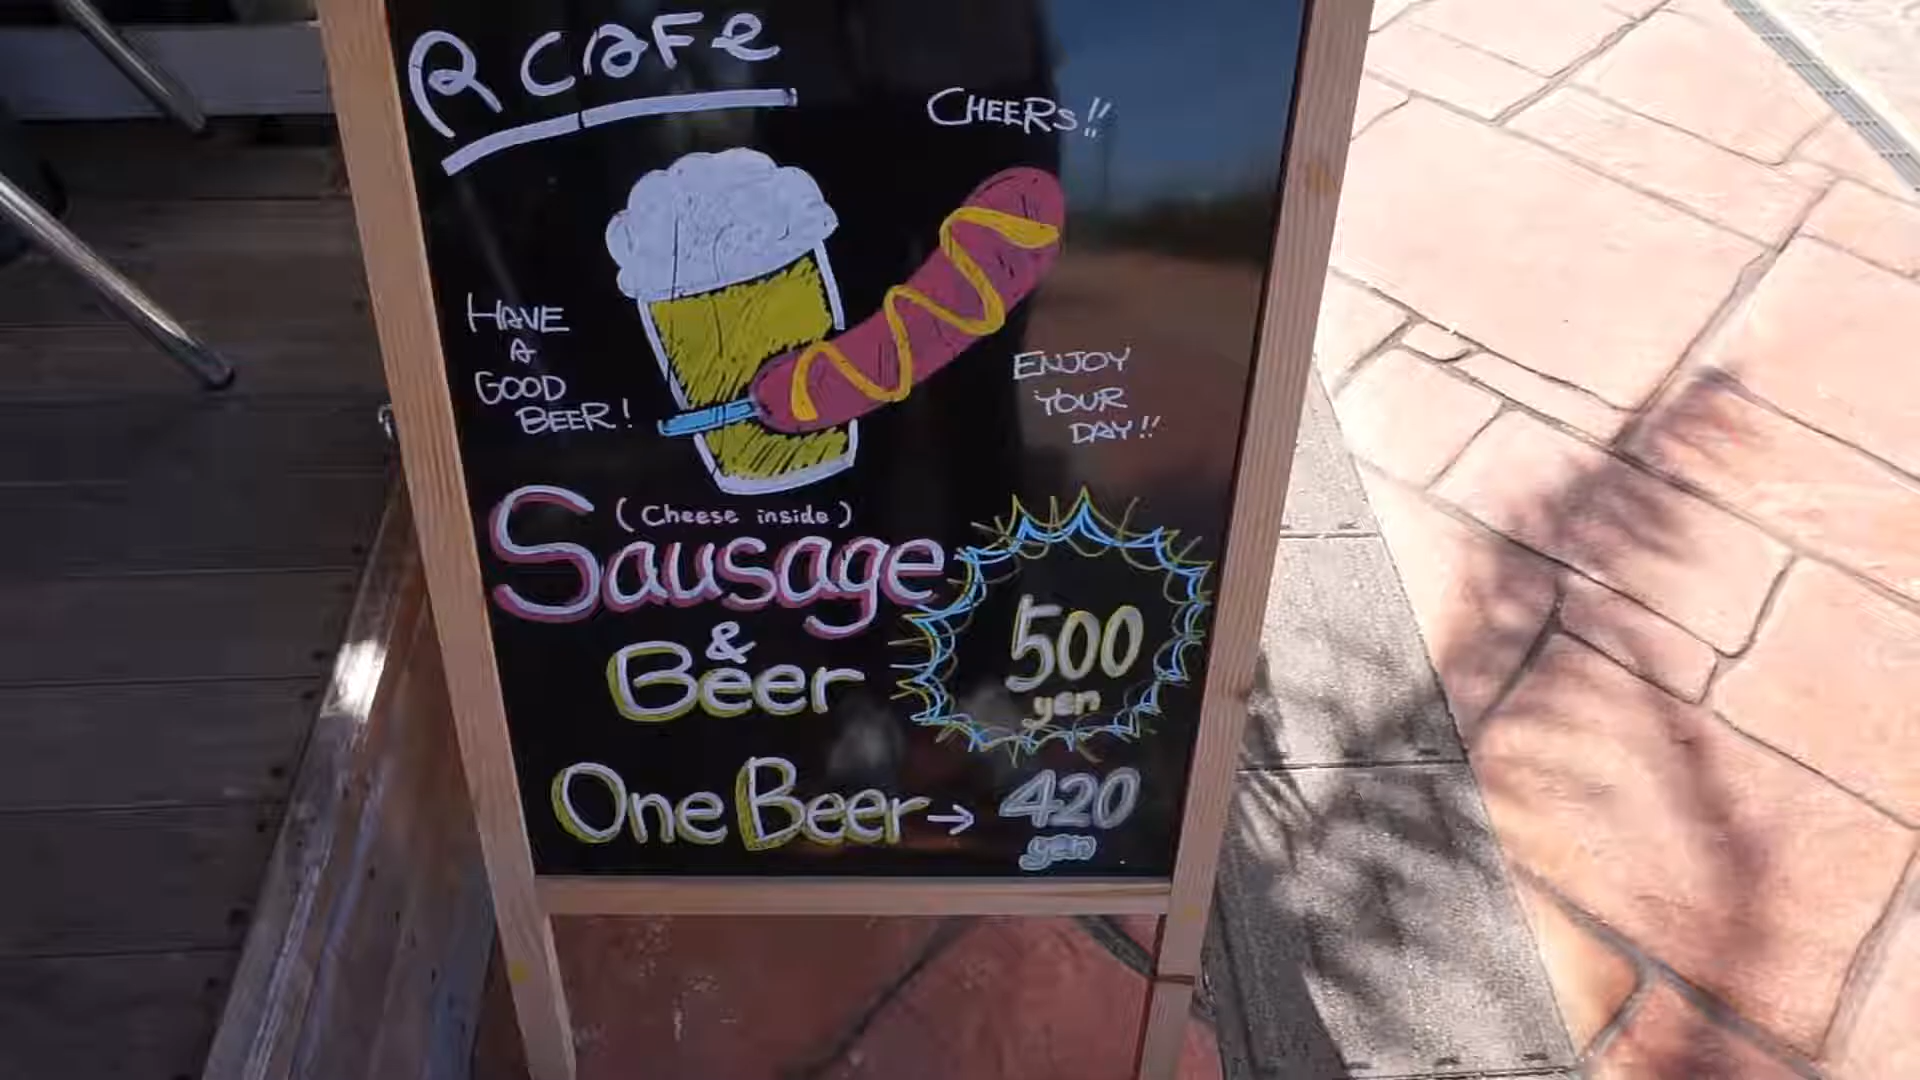 R CAFe
CHEERS!!
HAVE
A
GOOD
BEER!
ENJOY
YOUR
DAY!!
(Cheese inside)
Sausage
&
Beer
500
yen
One Beer→ 420
yen